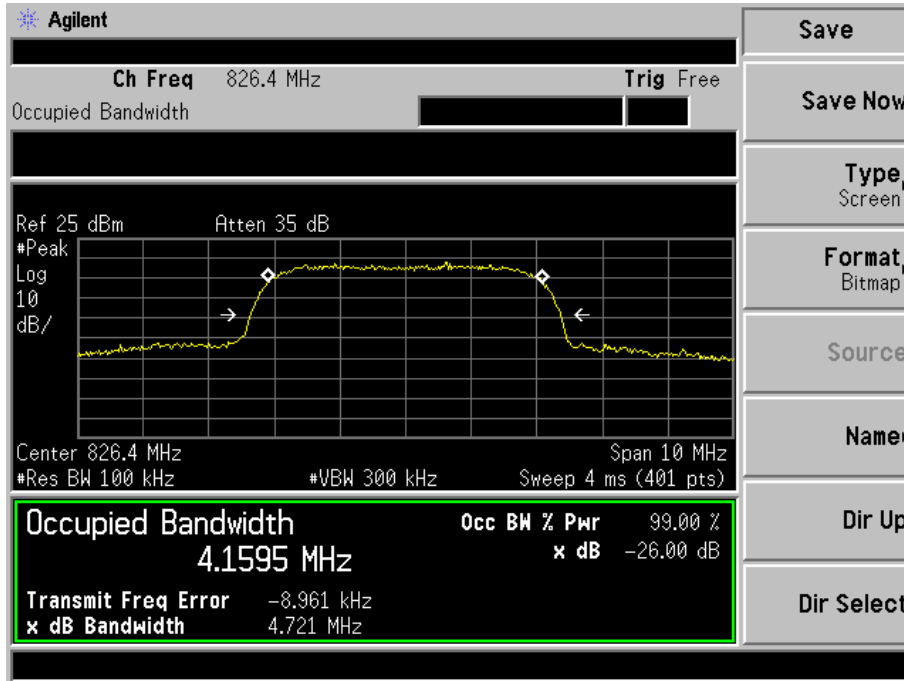 Agilent
Ch Freq 826.4 MHz Trig Free
Occupied Bandwidth
Ref 25 dBm Atten 35 dB
#Peak
Log
10
dB/
Center 826.4 MHz Span 10 MHz
#Res BW 100 kHz #VBW 300 kHz Sweep 4 ms (401 pts)
Occupied Bandwidth
4.1595 MHz
Occ BW % Pwr 99.00 %
x dB -26.00 dB
Transmit Freq Error -8.961 kHz
x dB Bandwidth 4.721 MHz
Save
Save Now
Type
Screen
Format
Bitmap
Source
Name
Dir Up
Dir Select